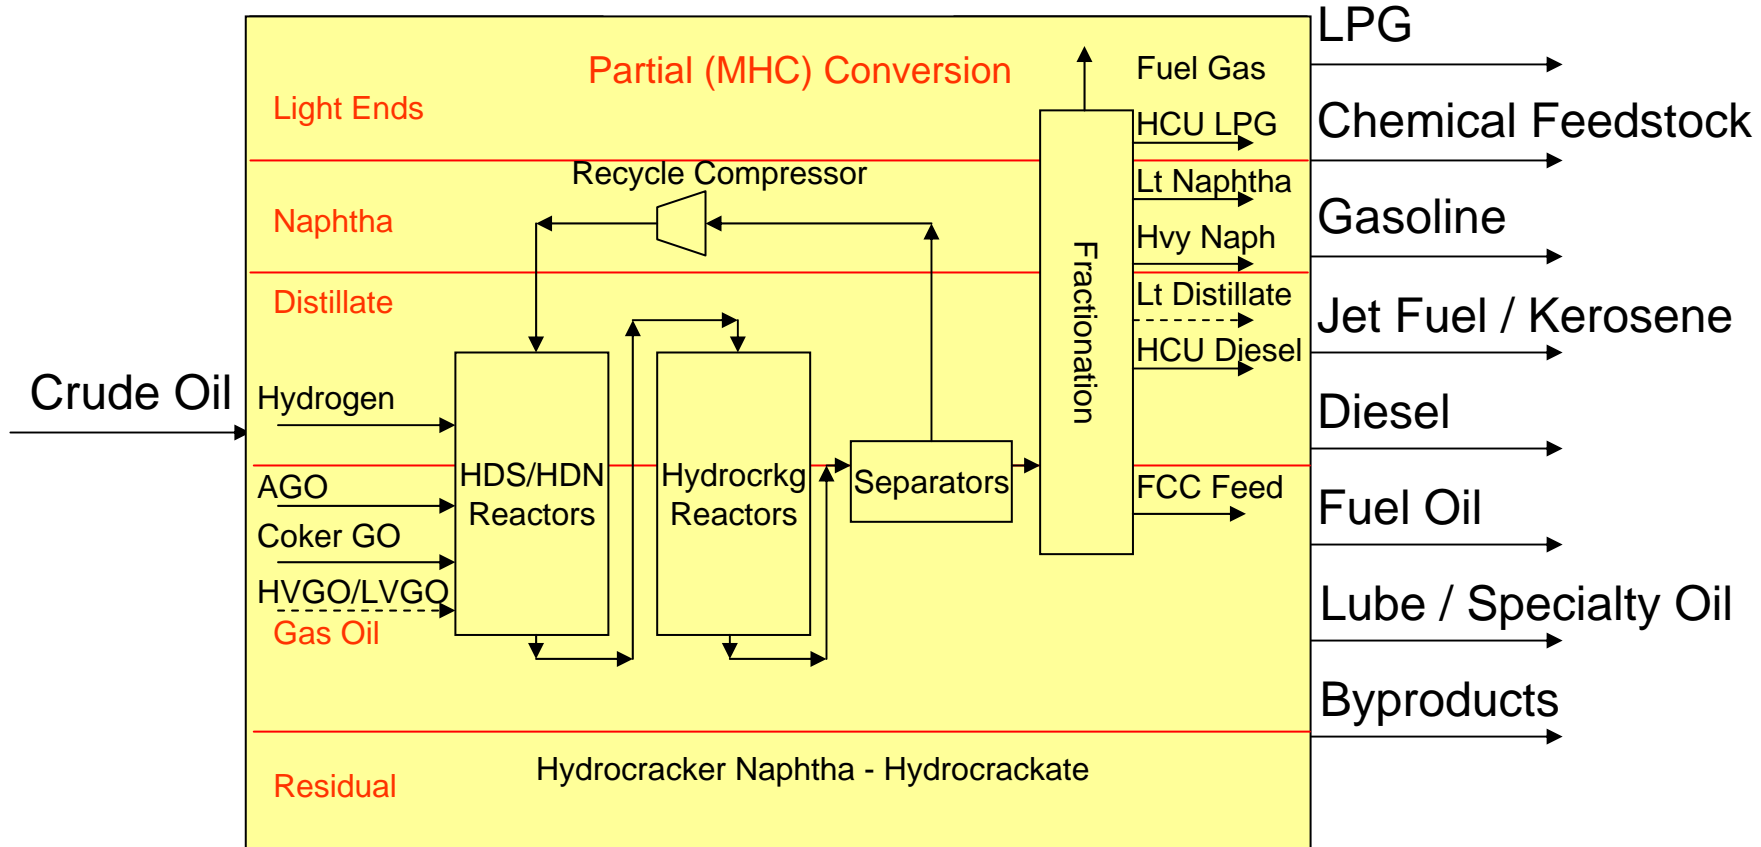 LPG
Partial (MHC) Conversion
Fuel Gas
Light Ends
HCU LPG
Chemical Feedstock
Recycle Compressor
Lt Naphtha
Naphtha
Hvy Naph
Gasoline
Distillate
Lt Distillate
Jet Fuel / Kerosene
Fractionation
HCU Diesel
Crude Oil
Hydrogen
Diesel
AGO
HDS/HDN
Reactors
Hydrocrkg
Reactors
Separators
FCC Feed
Fuel Oil
Coker GO
HVGO/LVGO
Gas Oil
Lube / Specialty Oil
Byproducts
Residual
Hydrocracker Naphtha - Hydrocrackate